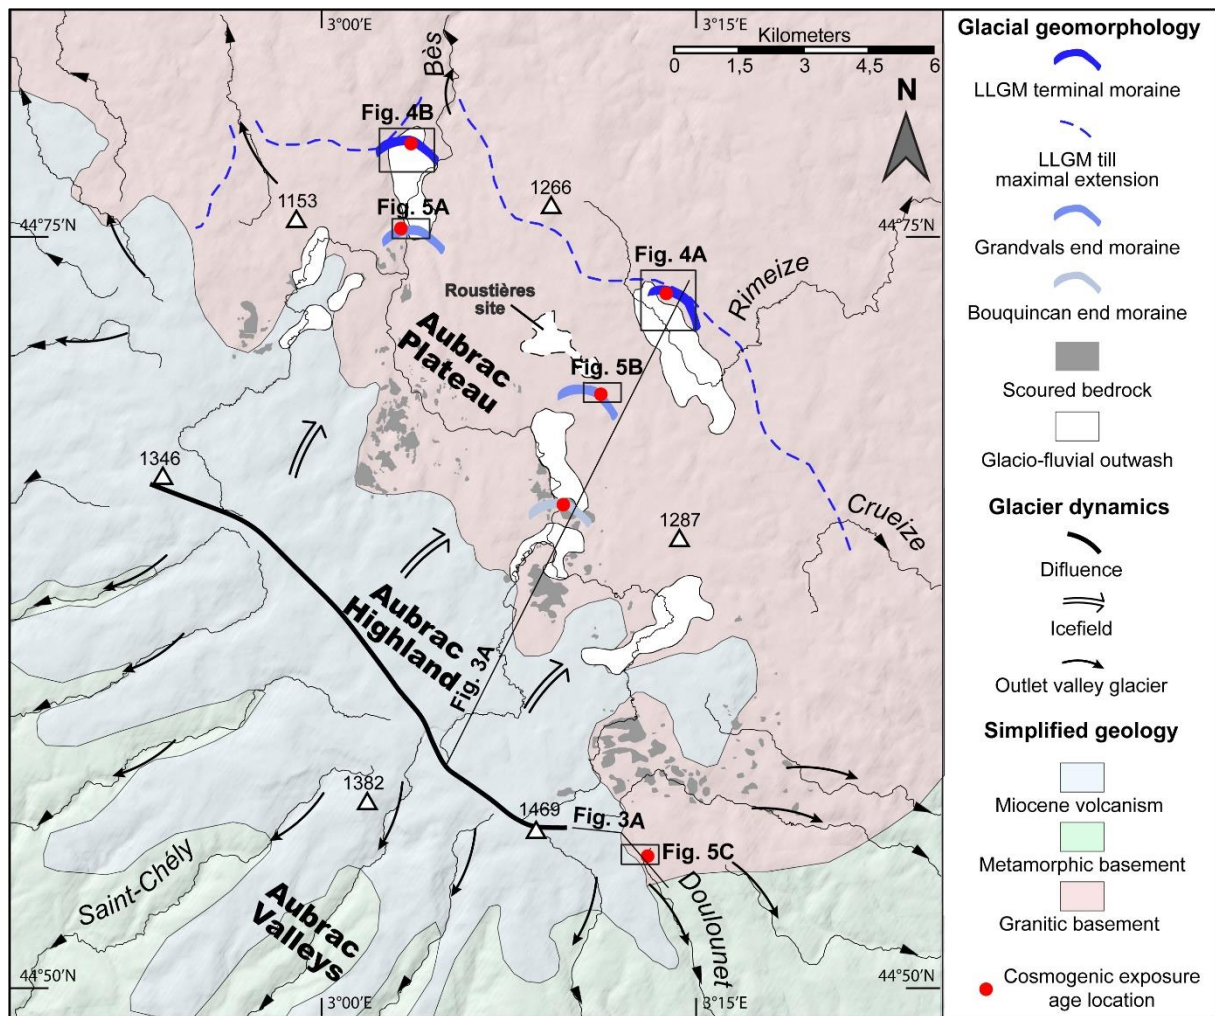 3°00'E
3°15'E
Kilometers
0 1,5 3 4,5 6
N
Bès
Fig. 4B
1153
Fig. 5A
1266
44°75'N
44°75'N
Fig. 4A
Rimeize
Roustières
site
Aubrac
Plateau
Fig. 5B
1346
Crueize
1287
Aubrac
Highland
Fig. 3A
1382
1469
Fig. 3A
Fig. 5C
Saint-Chély
Aubrac
Valleys
Doulounet
44°50'N
44°50'N
3°00'E
3°15'E
Glacial geomorphology
LLGM terminal moraine
LLGM till
maximal extension
Grandvals end moraine
Bouquincan end moraine
Scoured bedrock
Glacio-fluvial outwash
Glacier dynamics
Difluence
Icefield
Outlet valley glacier
Simplified geology
Miocene volcanism
Metamorphic basement
Granitic basement
Cosmogenic exposure
age location